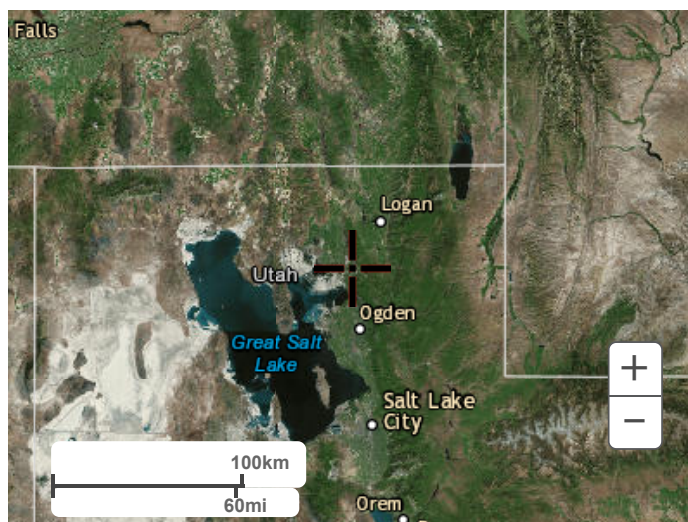 Falls
Logan
Utah
Ogden
Great Salt
Lake
+
Salt Lake
City
−
100km
60mi
Orem